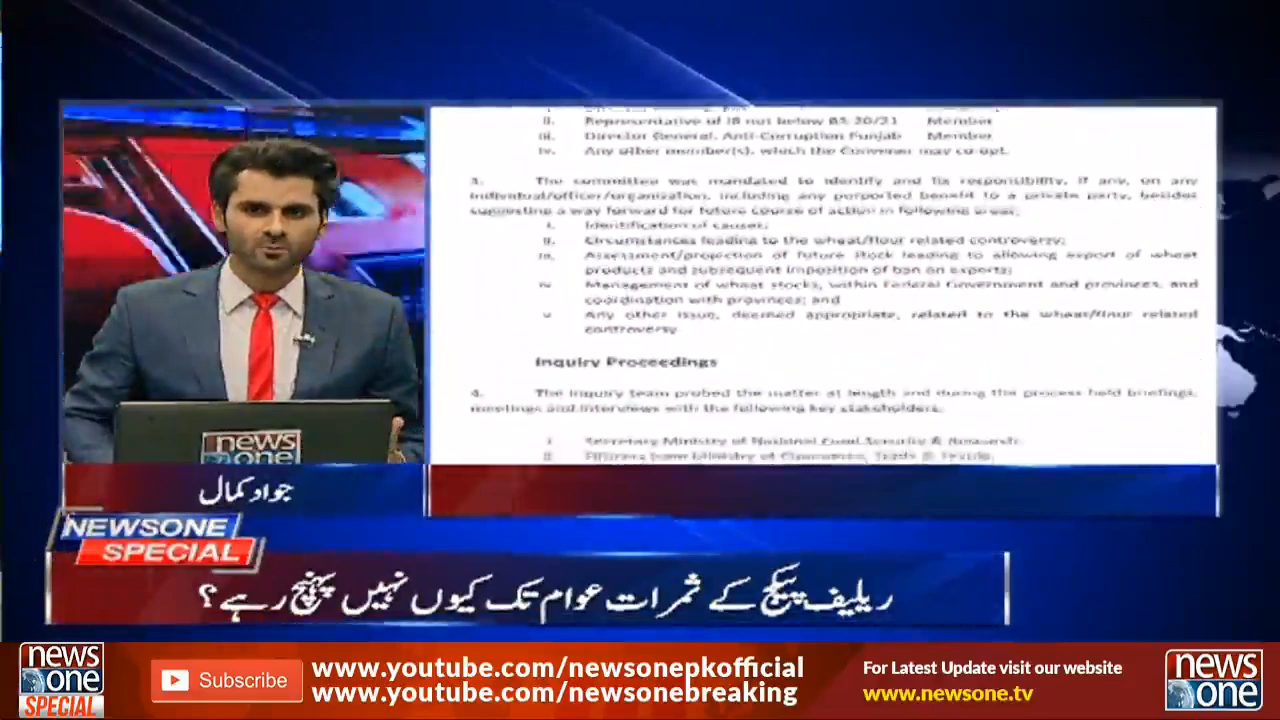 ii. Representative of IB not below BS 20/21 Member
iii. Director General, Anti-Corruption Punjab Member
iv. Any other member(s), which the Convener may co-opt.
3. The committee was mandated to identify and fix responsibility, if any, on any
individual/officer/organization, including any purported benefit to a private party, besides
suggesting a way forward for future course of action in following areas;
i. Identification of causes;
ii. Circumstances leading to the wheat/flour related controversy;
iii. Assessment/projection of future stock leading to allowing export of wheat
products and subsequent imposition of ban on exports;
iv. Management of wheat stocks, within Federal Government and provinces, and
coordination with provinces; and
v. Any other issue, deemed appropriate, related to the wheat/flour related
controversy
Inquiry Proceedings
4. The inquiry team probed the matter at length and during the process held briefings,
meetings and interviews with the following key stakeholders.
i. Secretary Ministry of National Food Security & Research
news
one
جواد کمال
NEWSONE
SPECIAL
ریلیف پیکج کے ثمرات عوام تک کیوں نہیں پہنچ رہے؟
news
one
SPECIAL
Subscribe
www.youtube.com/newsonepkofficial
www.youtube.com/newsonebreaking
For Latest Update visit our website
www.newsone.tv
news
one